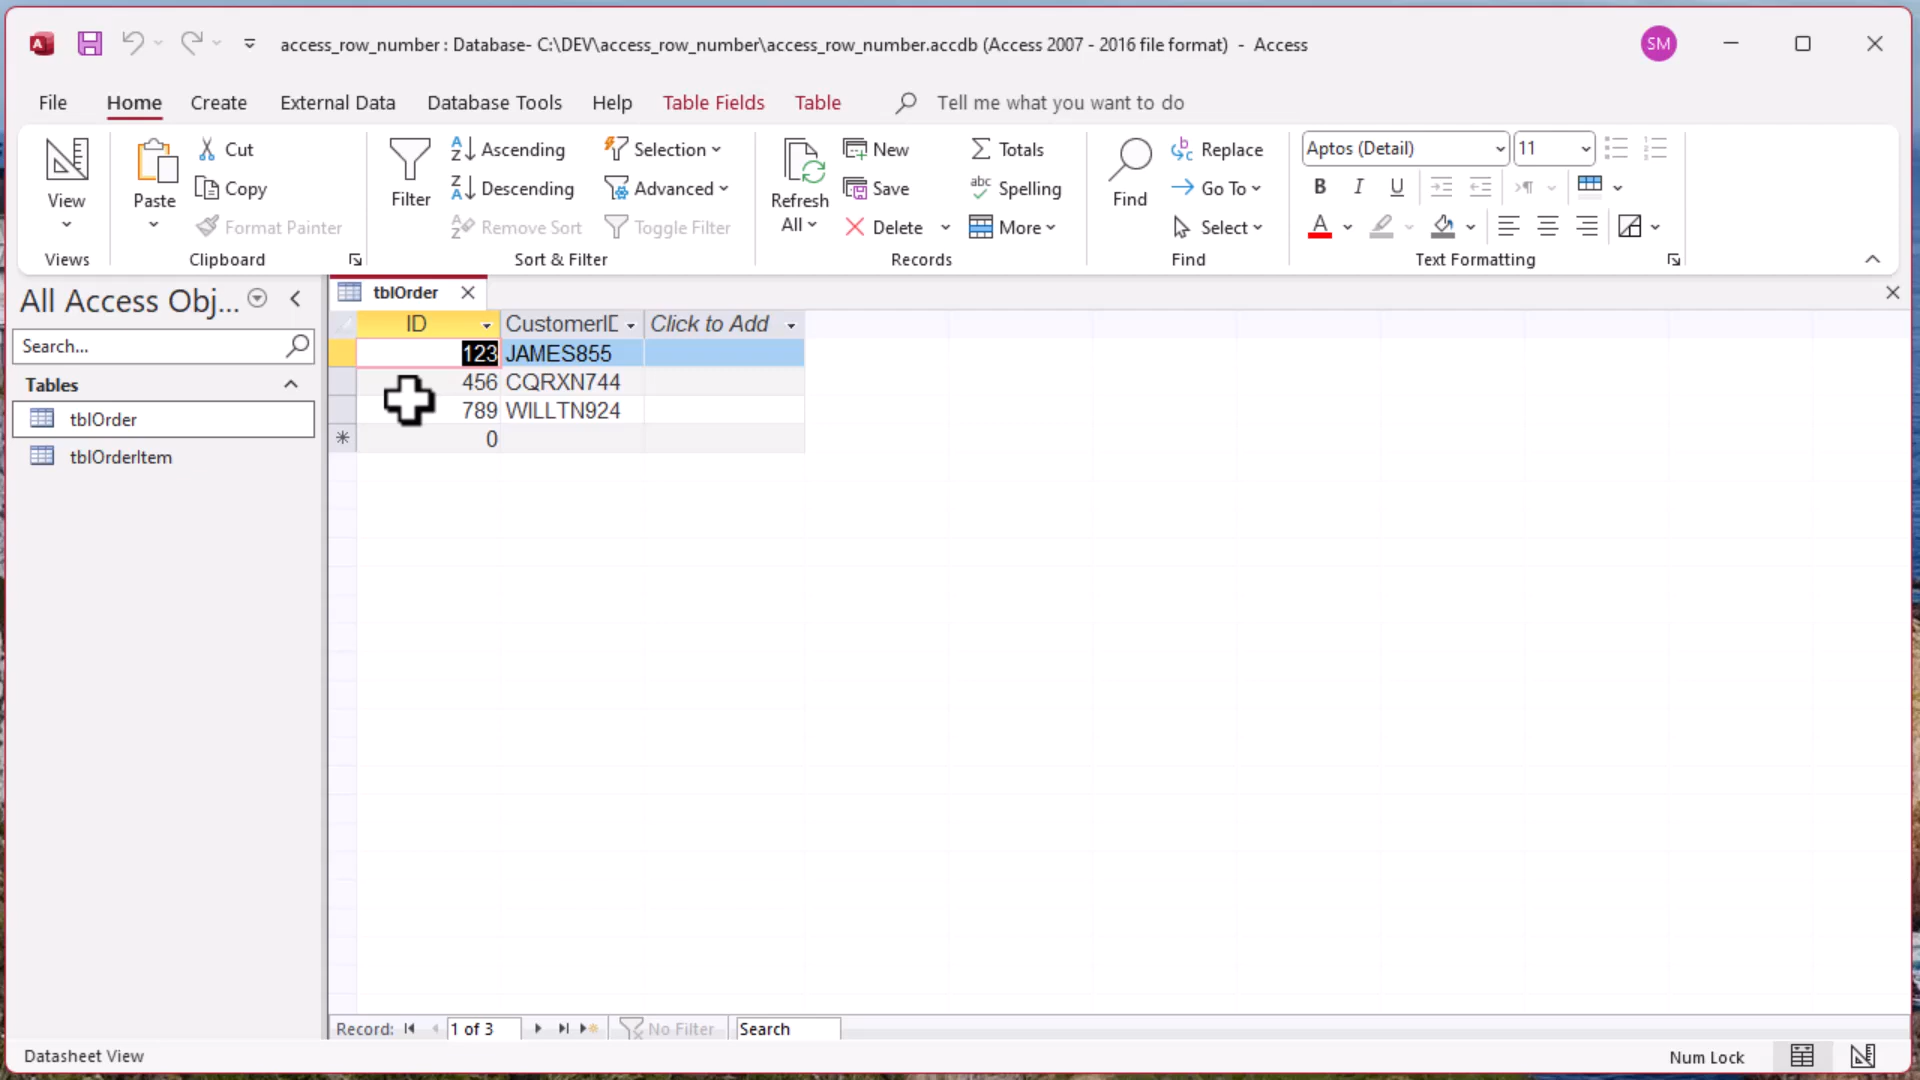 access_row_number : Database- C:\DEV\access_row_number\access_row_number.accdb (Access 2007 - 2016 file format) - Access
SM
File Home Create External Data Database Tools Help Table Fields Table Tell me what you want to do
View
Views
Paste
Cut
Copy
Format Painter
Clipboard
Filter
Ascending
Descending
Remove Sort
Selection
Advanced
Toggle Filter
Sort & Filter
Refresh
All
New
Save
Delete
Totals
Spelling
More
Records
Find
Replace
Go To
Select
Find
Aptos (Detail) 11
B I U
Text Formatting
All Access Obj...
Search...
Tables
tblOrder
tblOrderItem
tblOrder
ID CustomerID Click to Add
123 JAMES855
456 CQRXN744
789 WILLTN924
* 0
Record: 1 of 3 No Filter Search
Datasheet View Num Lock